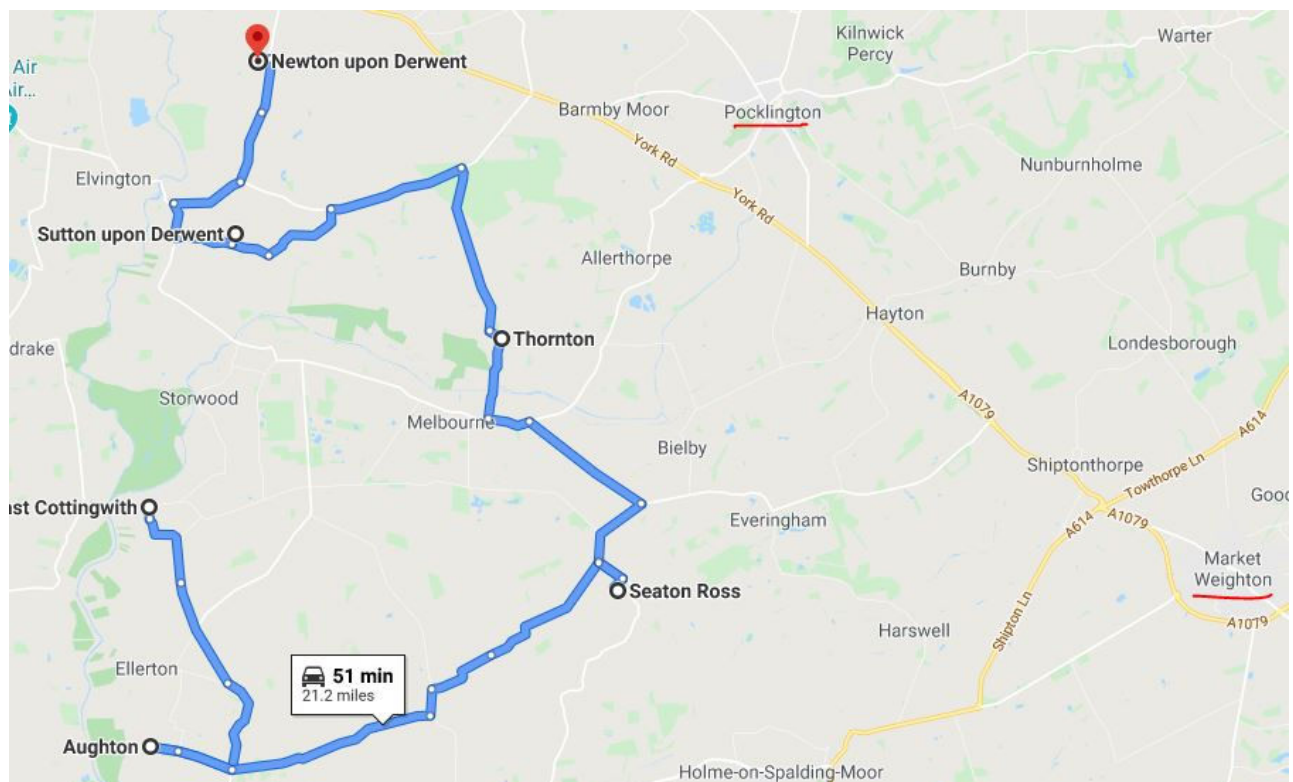 Kilnwick
Percy
Warter
Newton upon Derwent
Air
Barmby Moor
Pocklington
York Rd
York Rd
Nunburnholme
Elvington
Sutton upon Derwent
Allerthorpe
Burnby
Hayton
Londesborough
Thornton
drake
Storwood
Melbourne
A1079
A614
Bielby
Shiptonthorpe
Towthorpe Ln
ast Cottingwith
Everingham
A614
A1079
Good
Market
Weighton
Seaton Ross
Harswell
Shipton Ln
A1079
Ellerton
51 min
21.2 miles
Aughton
Holme-on-Spalding-Moor